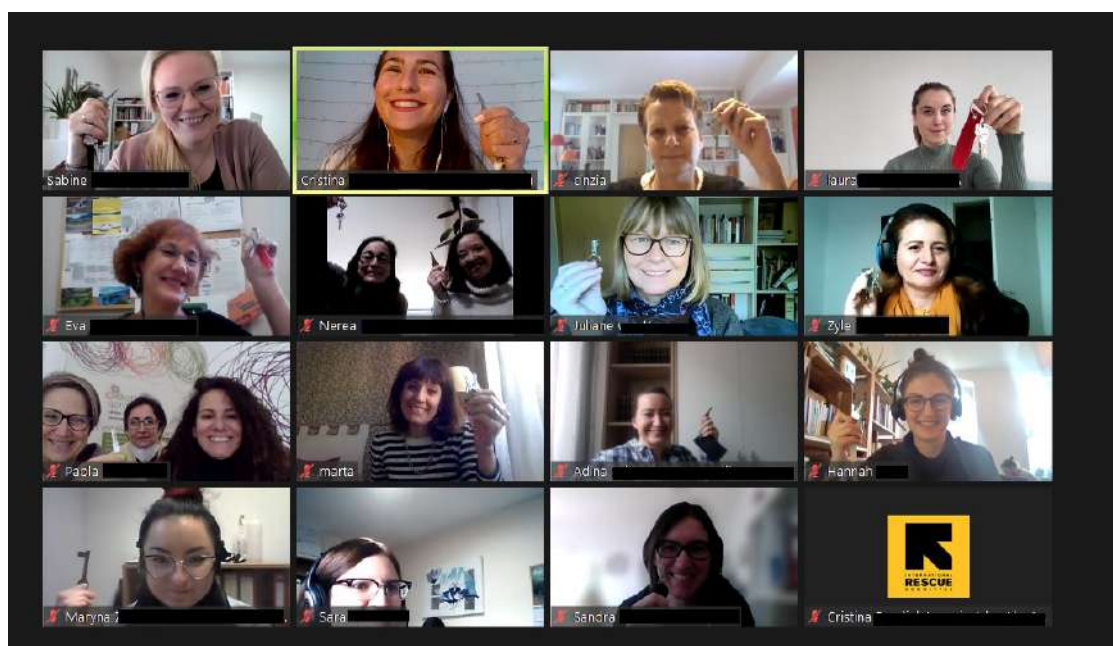 Sabine
Cristina
cinzia
laura
Eva
Nerea
Juliane
Zyle
Paola
marta
Adina
Hannah
Maryna Z
Sara
Sandra
INTERNATIONAL
RESCUE
COMMITTEE
Cristina